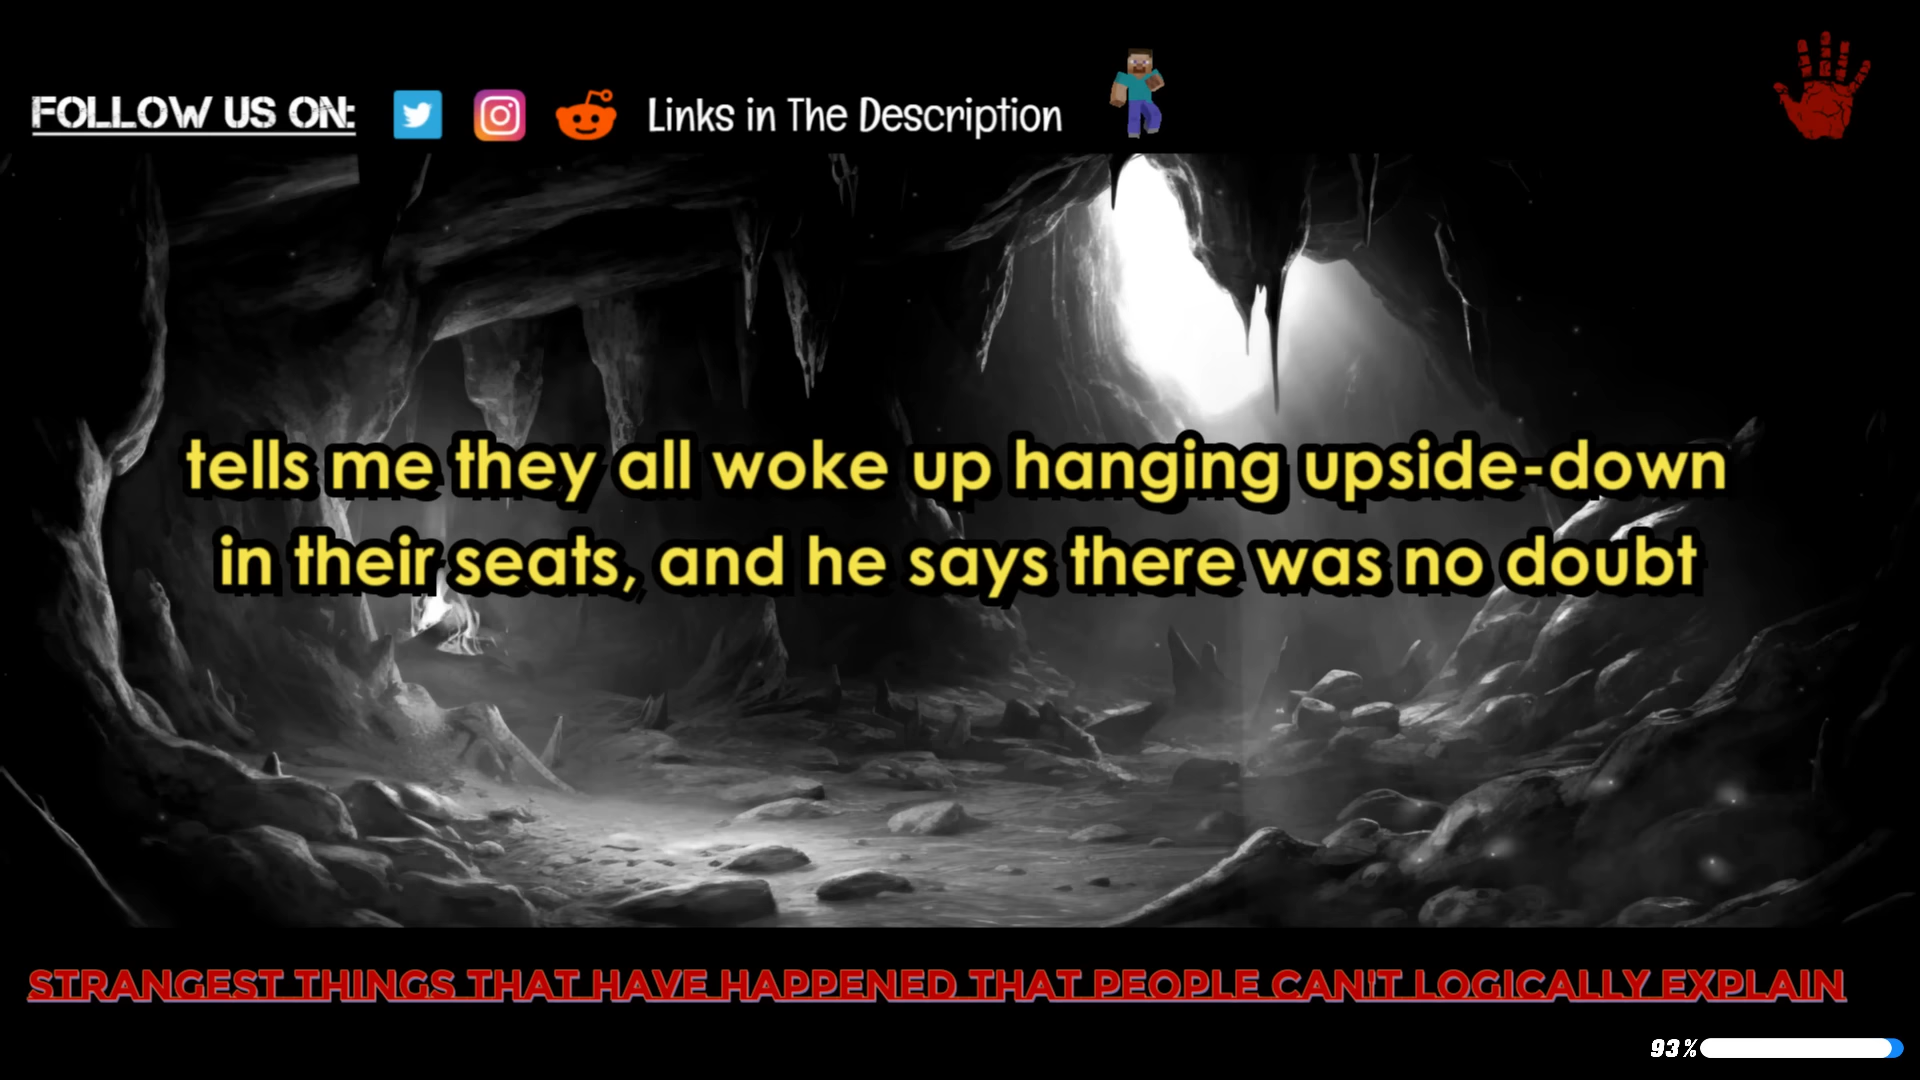 FOLLOW US ON:
Links in The Description
tells me they all woke up hanging upside-down
in their seats, and he says there was no doubt
STRANGEST THINGS THAT HAVE HAPPENED THAT PEOPLE CAN'T LOGICALLY EXPLAIN
93%